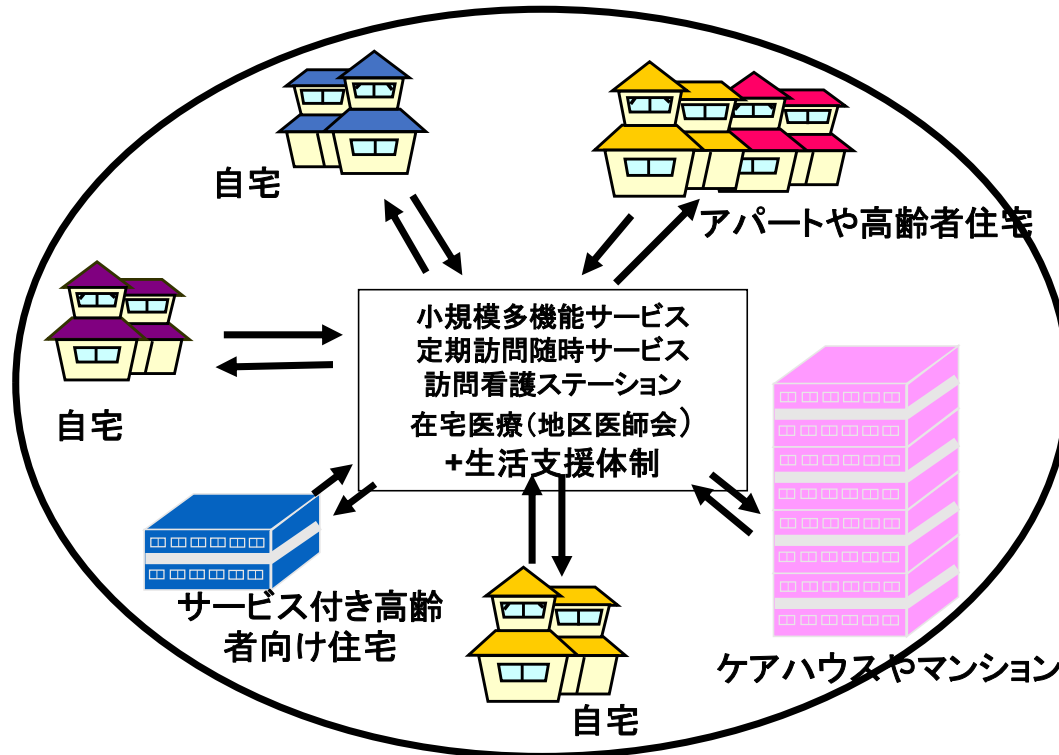 自宅
アパートや高齢者住宅
自宅
小規模多機能サービス
定期訪問随時サービス
訪問看護ステーション
在宅医療(地区医師会)
+生活支援体制
サービス付き高齢
者向け住宅
ケアハウスやマンション
自宅